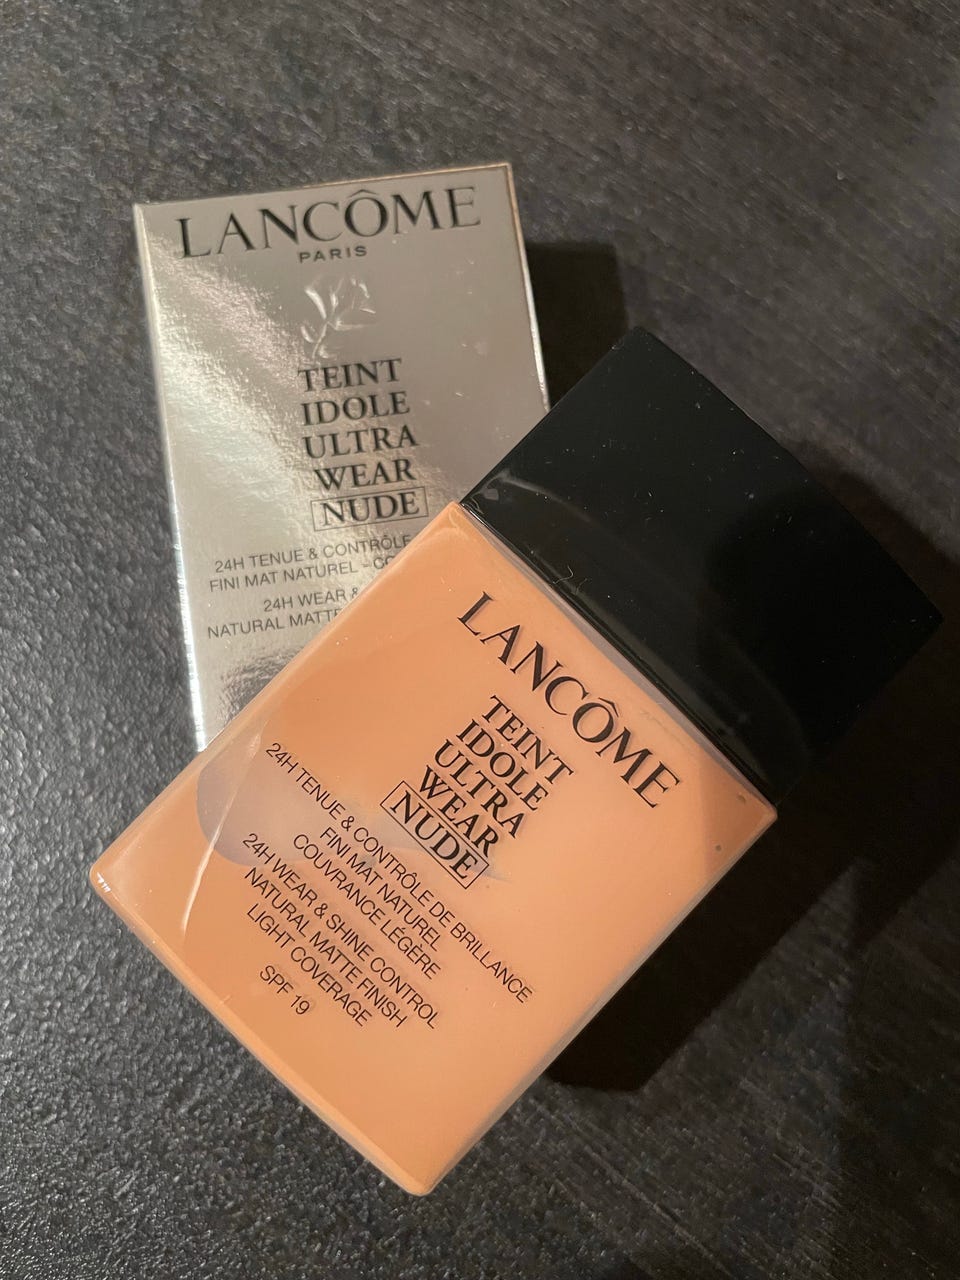 LANCÔME
PARIS
TEINT
IDOLE
ULTRA
WEAR
NUDE
24H TENUE & CONTRÔLE
FINI MAT NATUREL -
24H WEAR &
NATURAL MATTE
LANCÔME
TEINT
IDOLE
ULTRA
WEAR
NUDE
24H TENUE & CONTRÔLE DE BRILLANCE
FINI MAT NATUREL
COUVRANCE LÉGÈRE
24H WEAR & SHINE CONTROL
NATURAL MATTE FINISH
LIGHT COVERAGE
SPF 19